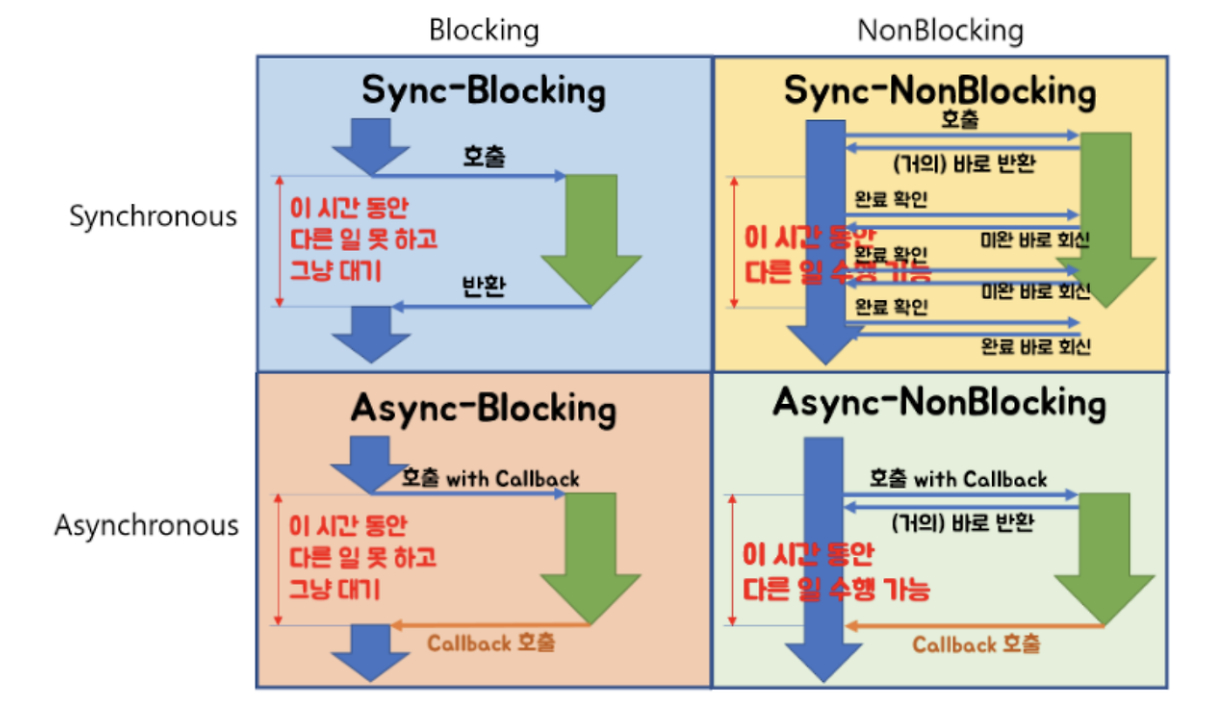 Blocking
NonBlocking
Synchronous
Sync-Blocking
호출
이 시간 동안
다른 일 못 하고
그냥 대기
반환
Sync-NonBlocking
호출
(거의) 바로 반환
완료 확인
이 시간 동안
미완 바로 회신
완료 확인
다른 일 수행 가능
미완 바로 회신
완료 확인
완료 바로 회신
Asynchronous
Async-Blocking
호출 with Callback
이 시간 동안
다른 일 못 하고
그냥 대기
Callback 호출
Async-NonBlocking
호출 with Callback
(거의) 바로 반환
이 시간 동안
다른 일 수행 가능
Callback 호출